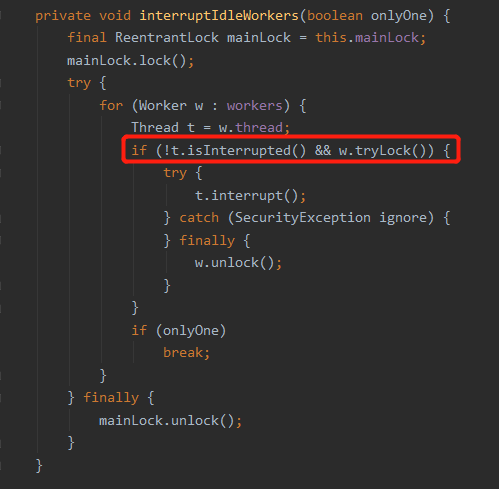 private void interruptIdleWorkers(boolean onlyOne) {
    final ReentrantLock mainLock = this.mainLock;
    mainLock.lock();
    try {
        for (Worker w : workers) {
            Thread t = w.thread;
            if (!t.isInterrupted() && w.tryLock()) {
                try {
                    t.interrupt();
                } catch (SecurityException ignore) {
                } finally {
                    w.unlock();
                }
            }
            if (onlyOne)
                break;
        }
    } finally {
        mainLock.unlock();
    }
}